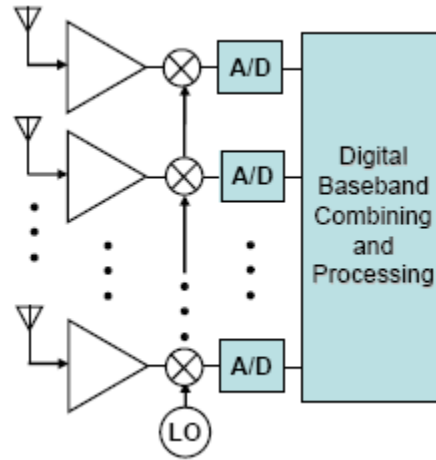 A/D
A/D
Digital
Baseband
Combining
and
Processing
A/D
LO